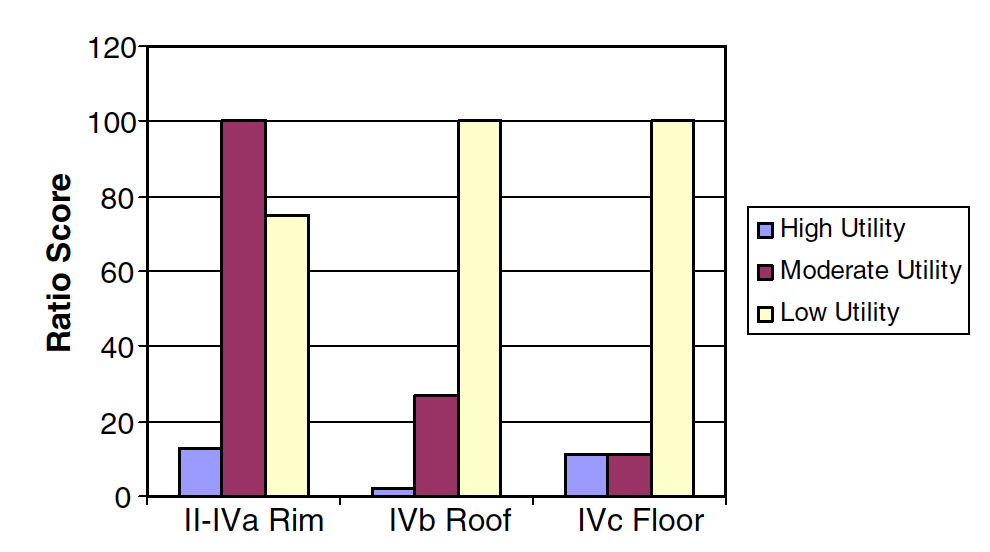 120
100
80
60
40
20
0
Ratio Score
II-IVa Rim
IVb Roof
IVc Floor
High Utility
Moderate Utility
Low Utility